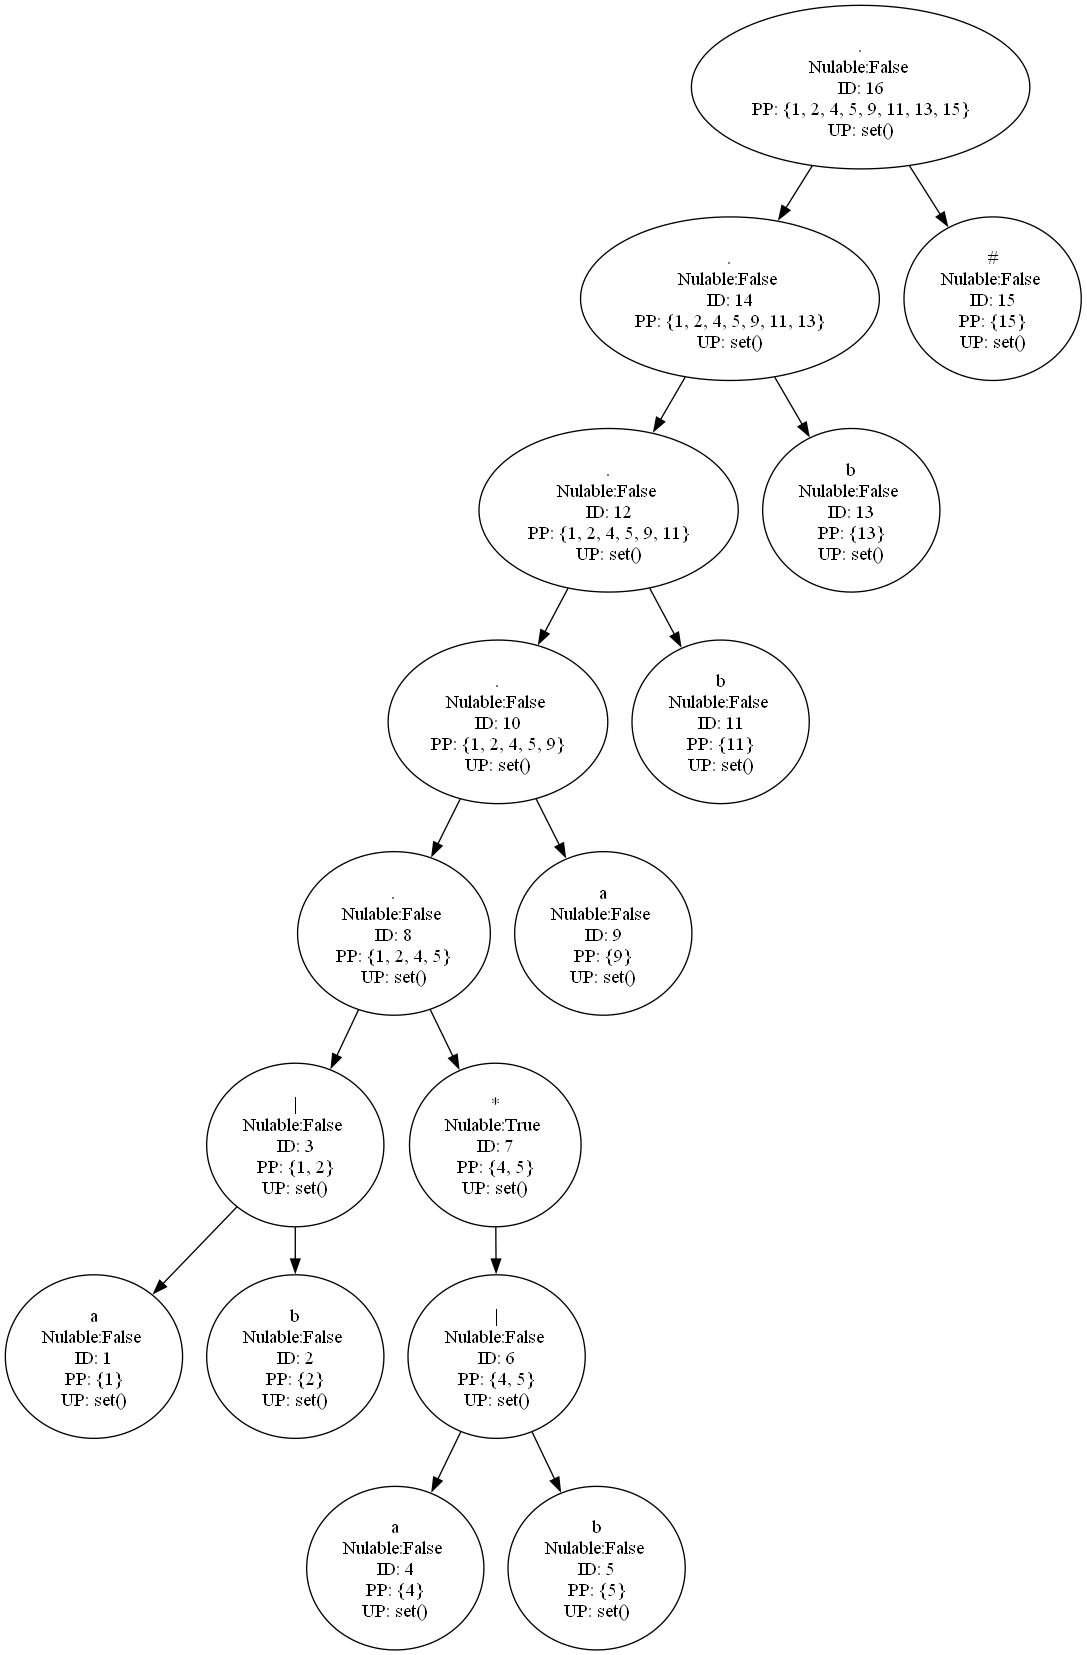 .
Nulable:False
ID: 16
PP: {1, 2, 4, 5, 9, 11, 13, 15}
UP: set()
.
Nulable:False
ID: 14
PP: {1, 2, 4, 5, 9, 11, 13}
UP: set()
#
Nulable:False
ID: 15
PP: {15}
UP: set()
.
Nulable:False
ID: 12
PP: {1, 2, 4, 5, 9, 11}
UP: set()
b
Nulable:False
ID: 13
PP: {13}
UP: set()
.
Nulable:False
ID: 10
PP: {1, 2, 4, 5, 9}
UP: set()
b
Nulable:False
ID: 11
PP: {11}
UP: set()
.
Nulable:False
ID: 8
PP: {1, 2, 4, 5}
UP: set()
a
Nulable:False
ID: 9
PP: {9}
UP: set()
|
Nulable:False
ID: 3
PP: {1, 2}
UP: set()
*
Nulable:True
ID: 7
PP: {4, 5}
UP: set()
a
Nulable:False
ID: 1
PP: {1}
UP: set()
b
Nulable:False
ID: 2
PP: {2}
UP: set()
|
Nulable:False
ID: 6
PP: {4, 5}
UP: set()
a
Nulable:False
ID: 4
PP: {4}
UP: set()
b
Nulable:False
ID: 5
PP: {5}
UP: set()